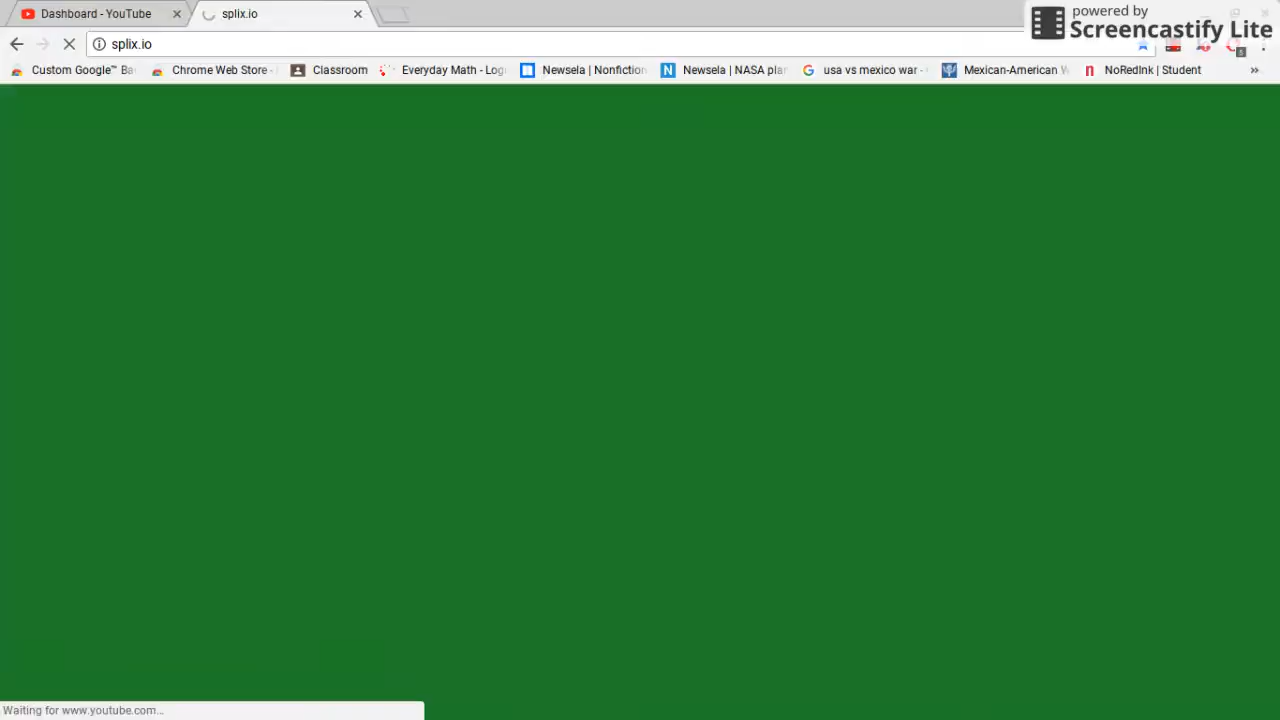 Dashboard - YouTube
splix.io
powered by
Screencastify Lite
splix.io
Custom Google™ Ba
Chrome Web Store -
Classroom
Everyday Math - Log
Newsela | Nonfiction
Newsela | NASA plan
usa vs mexico war -
Mexican-American W
NoRedInk | Student
»
Waiting for www.youtube.com...